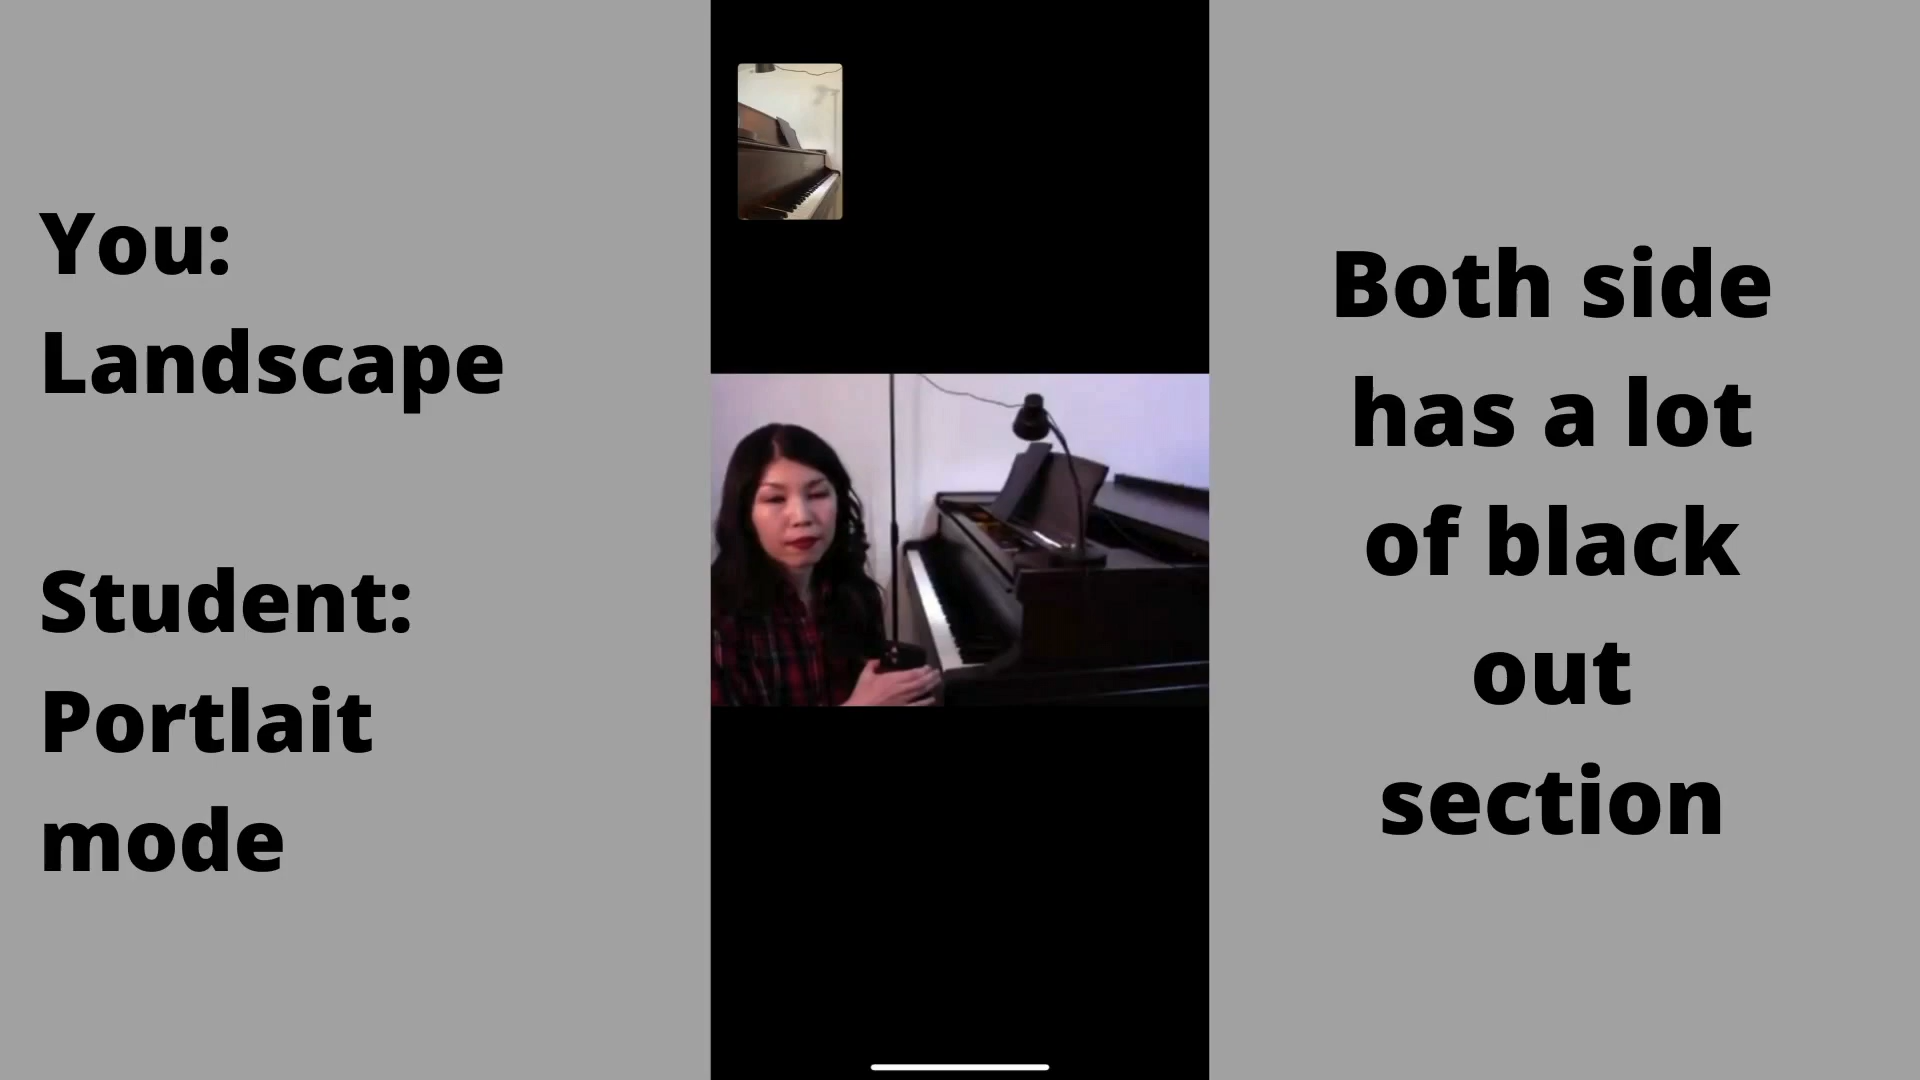 You:
Landscape
Student:
Portlait
mode
Both side
has a lot
of black
out
section